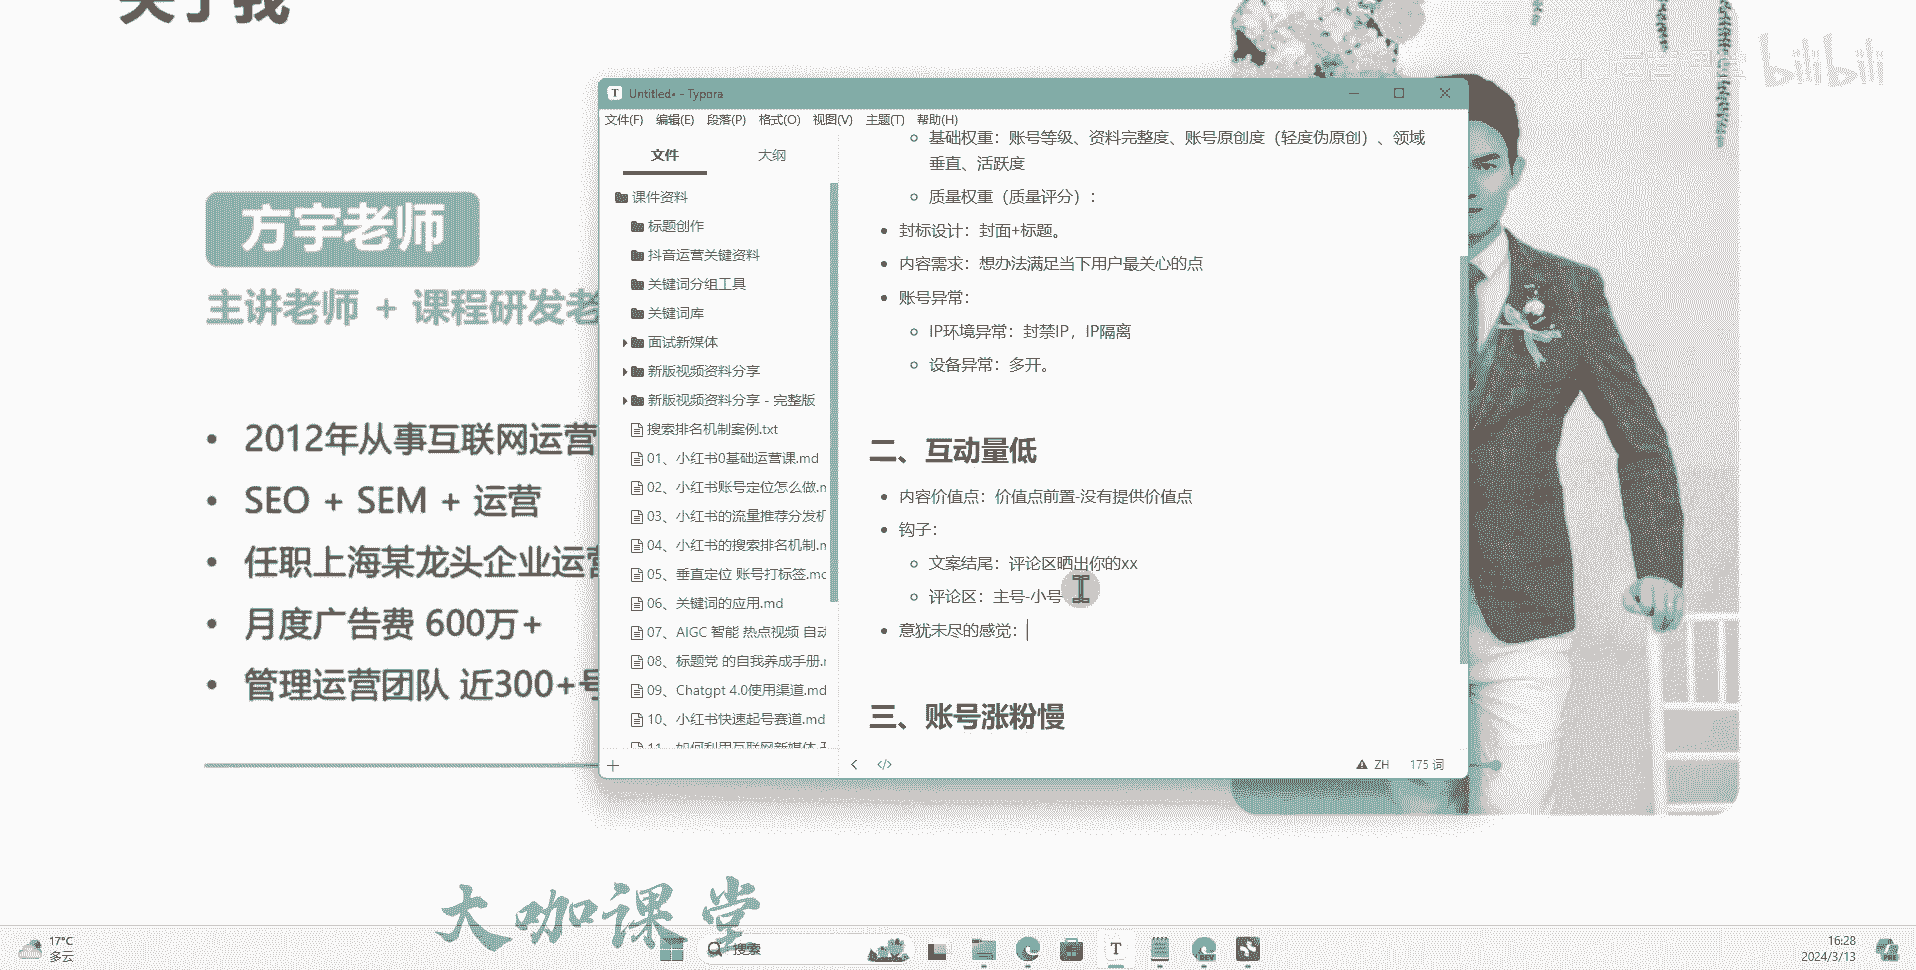 关于我
bilibili
方宇老师
主讲老师 + 课程研发老
2012年从事互联网运营
SEO + SEM + 运营
任职上海某龙头企业运营
月度广告费 600万+
管理运营团队 近300+号
Untitled• - Typora
文件(F) 编辑(E) 段落(P) 格式(O) 视图(V) 主题(T) 帮助(H)
文件 大纲
课件资料
标题创作
抖音运营关键资料
关键词分组工具
关键词库
面试新媒体
新版视频资料分享
新版视频资料分享 - 完整版
搜索排名机制案例.txt
01、小红书0基础运营课.md
02、小红书账号定位怎么做.m
03、小红书的流量推荐分发机
04、小红书的搜索排名机制.m
05、垂直定位 账号打标签.md
06、关键词的应用.md
07、AIGC 智能 热点视频 自动
08、标题党 的自我养成手册.m
09、Chatgpt 4.0使用渠道.md
10、小红书快速起号赛道.md
11、如何利用互联网新媒体
基础权重：账号等级、资料完整度、账号原创度（轻度伪原创）、领域
垂直、活跃度
质量权重（质量评分）：
封标设计：封面+标题。
内容需求：想办法满足当下用户最关心的点
账号异常：
IP环境异常：封禁IP，IP隔离
设备异常：多开。
二、互动量低
内容价值点：价值点前置-没有提供价值点
钩子：
文案结尾：评论区晒出你的xx
评论区：主号-小号
意犹未尽的感觉：
三、账号涨粉慢
ZH 175 词
大咖课堂
17°C
多云
搜索
16:28
2024/3/13